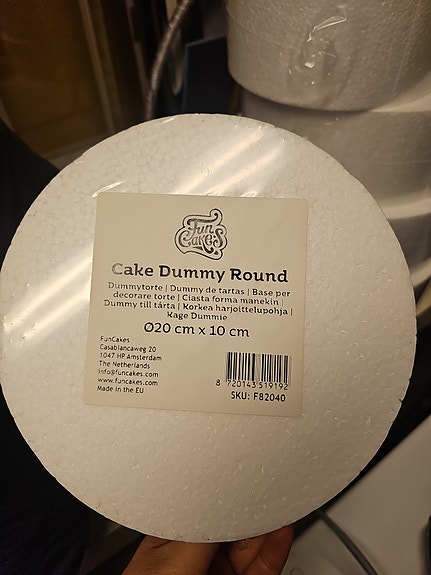 Fun
Cakes
Cake Dummy Round
Dummytorte | Dummy de tartas | Base per
decorare torte | Ciasta forma manekin |
Dummy till tårta | Korkea harjoittelupohja |
Kage Dummie
Ø20 cm x 10 cm
FunCakes
Casablancaweg 20
1047 HP Amsterdam
The Netherlands
info@funcakes.com
www.funcakes.com
Made in the EU
8 720143 519192
SKU: F82040